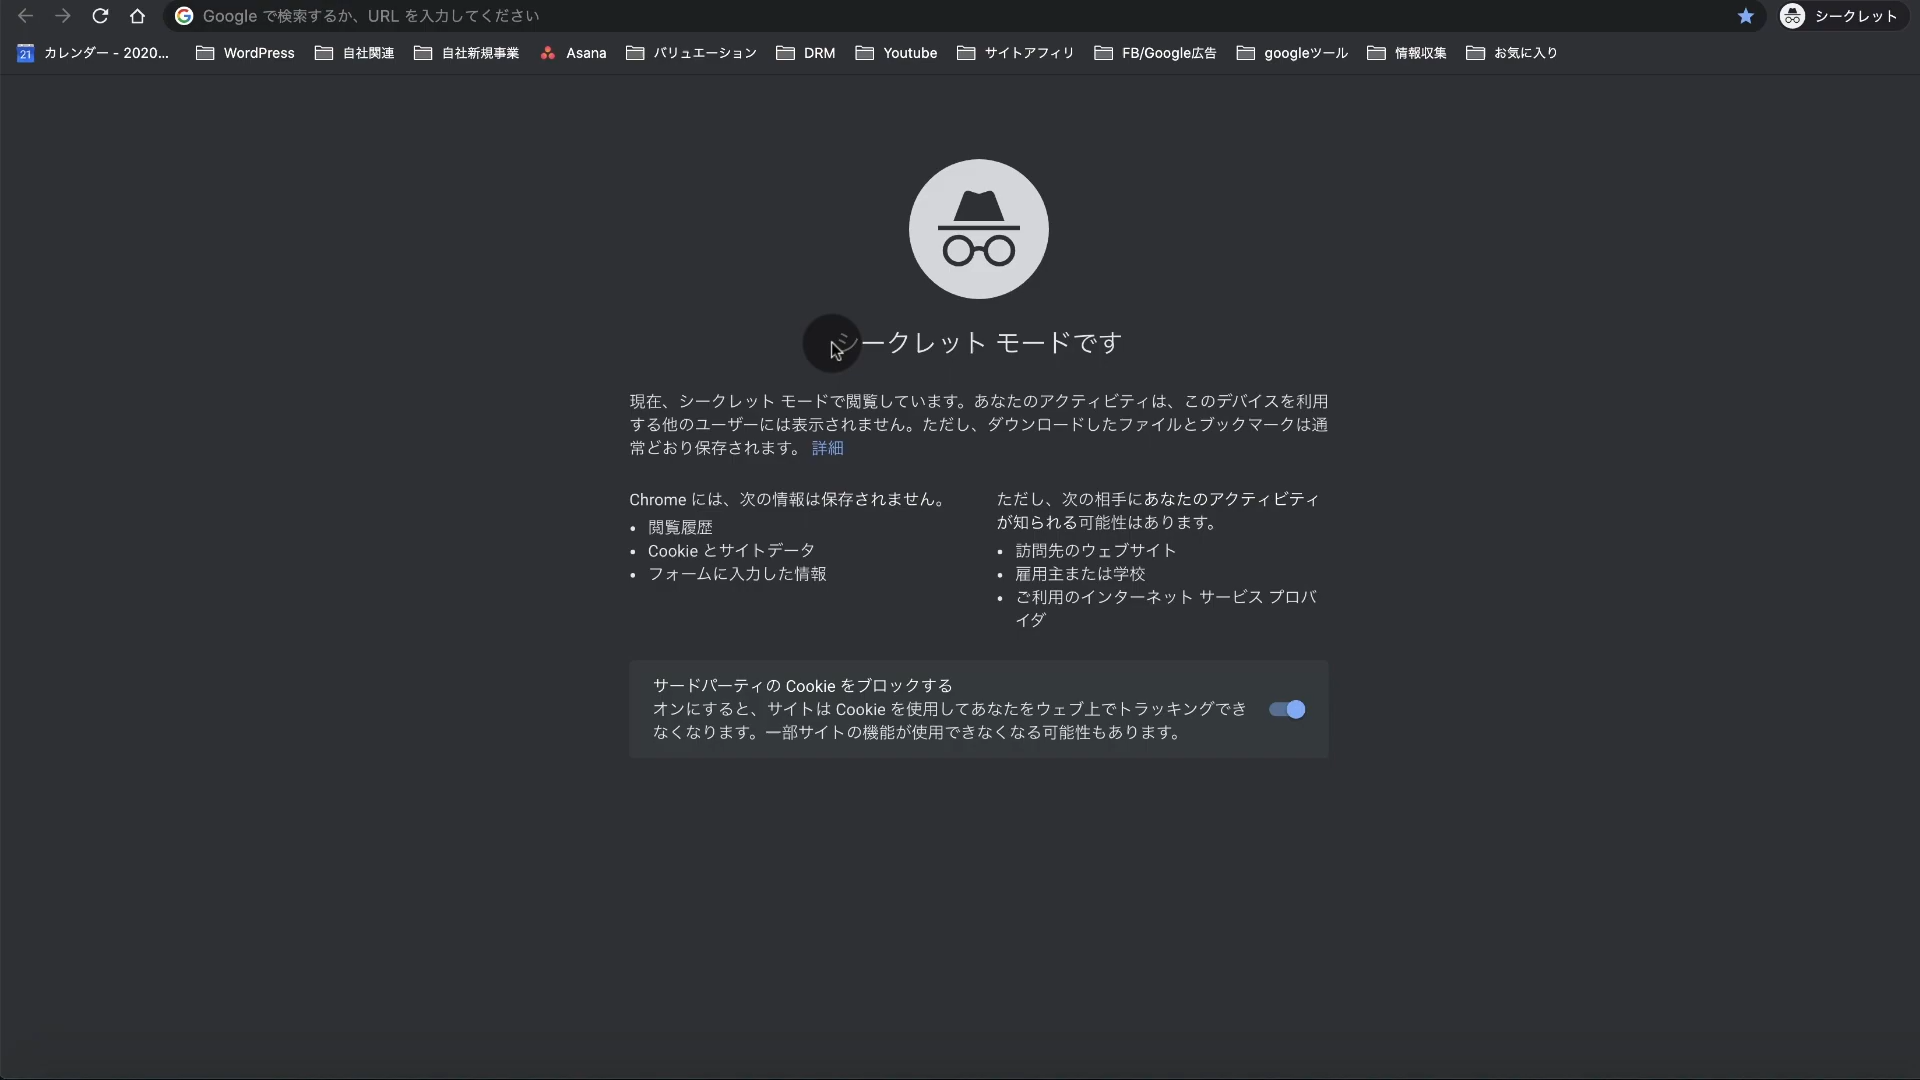 Google で検索するか、URL を入力してください
シークレット
21 カレンダー - 2020... WordPress 自社関連 自社新規事業 Asana バリュエーション DRM Youtube サイトアフィリ FB/Google広告 googleツール 情報収集 お気に入り
シークレット モードです
現在、シークレット モードで閲覧しています。あなたのアクティビティは、このデバイスを利用
する他のユーザーには表示されません。ただし、ダウンロードしたファイルとブックマークは通
常どおり保存されます。 詳細
Chrome には、次の情報は保存されません。
• 閲覧履歴
• Cookie とサイトデータ
• フォームに入力した情報
ただし、次の相手にあなたのアクティビティ
が知られる可能性はあります。
• 訪問先のウェブサイト
• 雇用主または学校
• ご利用のインターネット サービス プロバ
イダ
サードパーティの Cookie をブロックする
オンにすると、サイトは Cookie を使用してあなたをウェブ上でトラッキングでき
なくなります。一部サイトの機能が使用できなくなる可能性もあります。